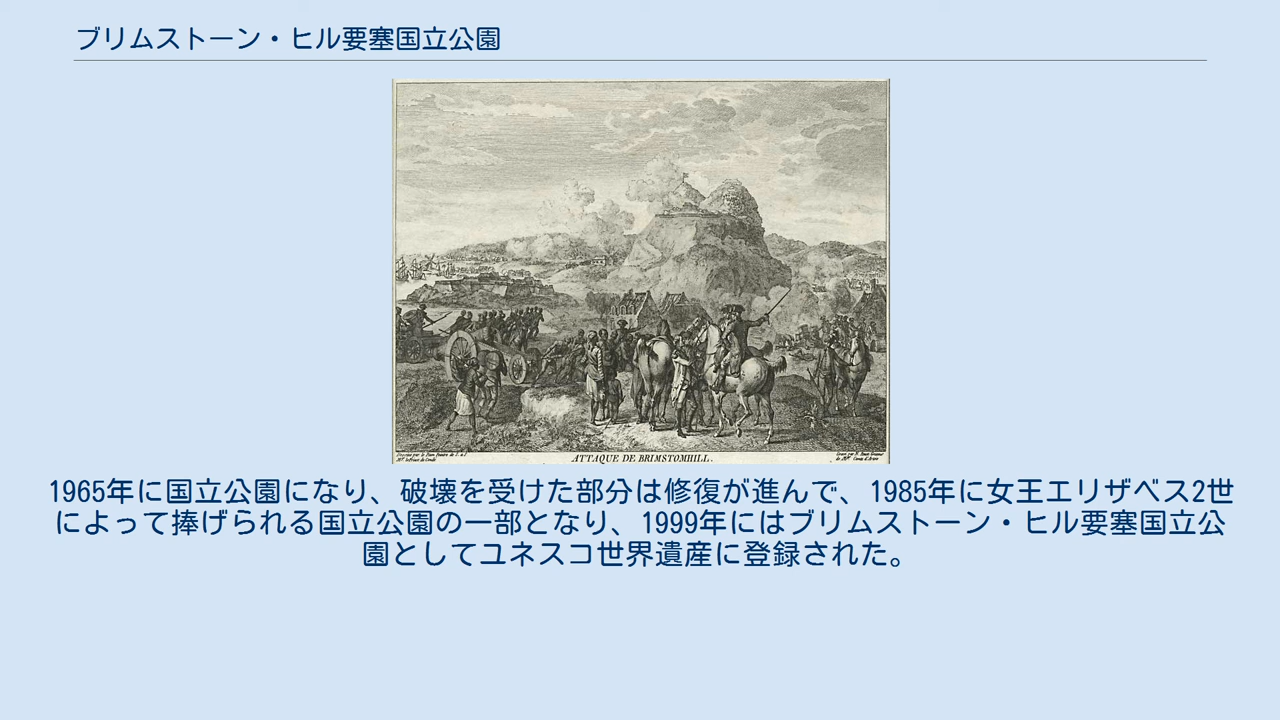 ブリムストーン・ヒル要塞国立公園
ATTAQUE DE BRIMSTOMHILL.
1965年に国立公園になり、破壊を受けた部分は修復が進んで、1985年に女王エリザベス2世
によって捧げられる国立公園の一部となり、1999年にはブリムストーン・ヒル要塞国立公
園としてユネスコ世界遺産に登録された。